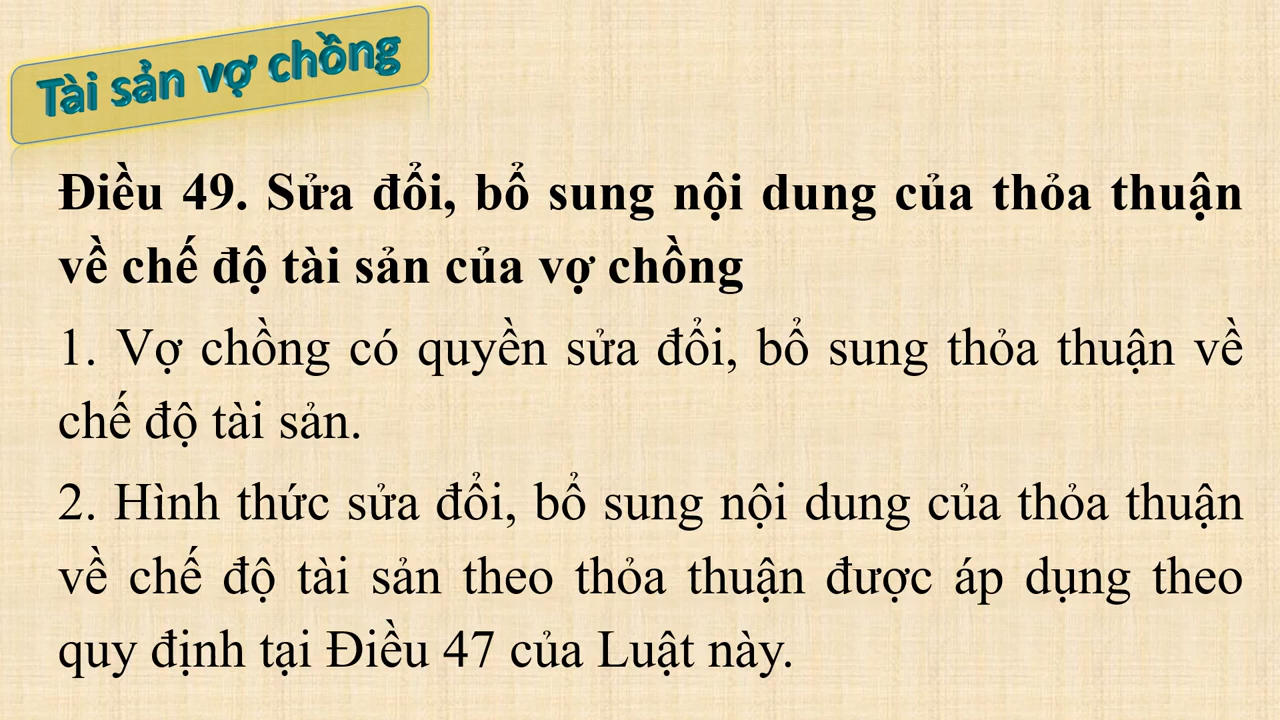 Tài sản vợ chồng
Điều 49. Sửa đổi, bổ sung nội dung của thỏa thuận
về chế độ tài sản của vợ chồng
1. Vợ chồng có quyền sửa đổi, bổ sung thỏa thuận về
chế độ tài sản.
2. Hình thức sửa đổi, bổ sung nội dung của thỏa thuận
về chế độ tài sản theo thỏa thuận được áp dụng theo
quy định tại Điều 47 của Luật này.